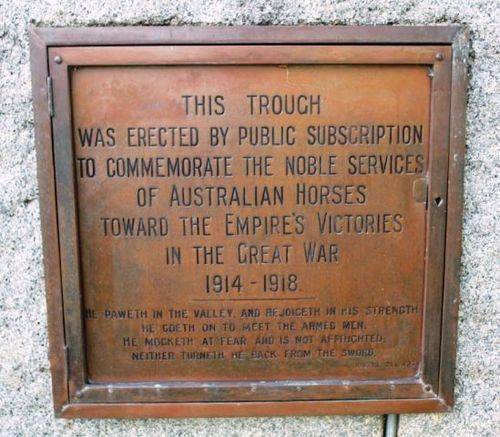 THIS TROUGH
WAS ERECTED BY PUBLIC SUBSCRIPTION
TO COMMEMORATE THE NOBLE SERVICES
OF AUSTRALIAN HORSES
TOWARD THE EMPIRE'S VICTORIES
IN THE GREAT WAR
1914 - 1918.
HE PAWETH IN THE VALLEY, AND REJOICETH IN HIS STRENGTH
HE GOETH ON TO MEET THE ARMED MEN.
HE MOCKETH AT FEAR AND IS NOT AFFRIGHTED;
NEITHER TURNETH HE BACK FROM THE SWORD.